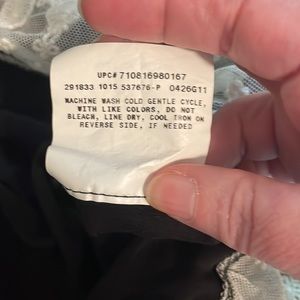 UPC# 710816980167
291833 1015 537676-P 0426G11
MACHINE WASH COLD GENTLE CYCLE,
WITH LIKE COLORS, DO NOT
BLEACH, LINE DRY, COOL IRON ON
REVERSE SIDE, IF NEEDED